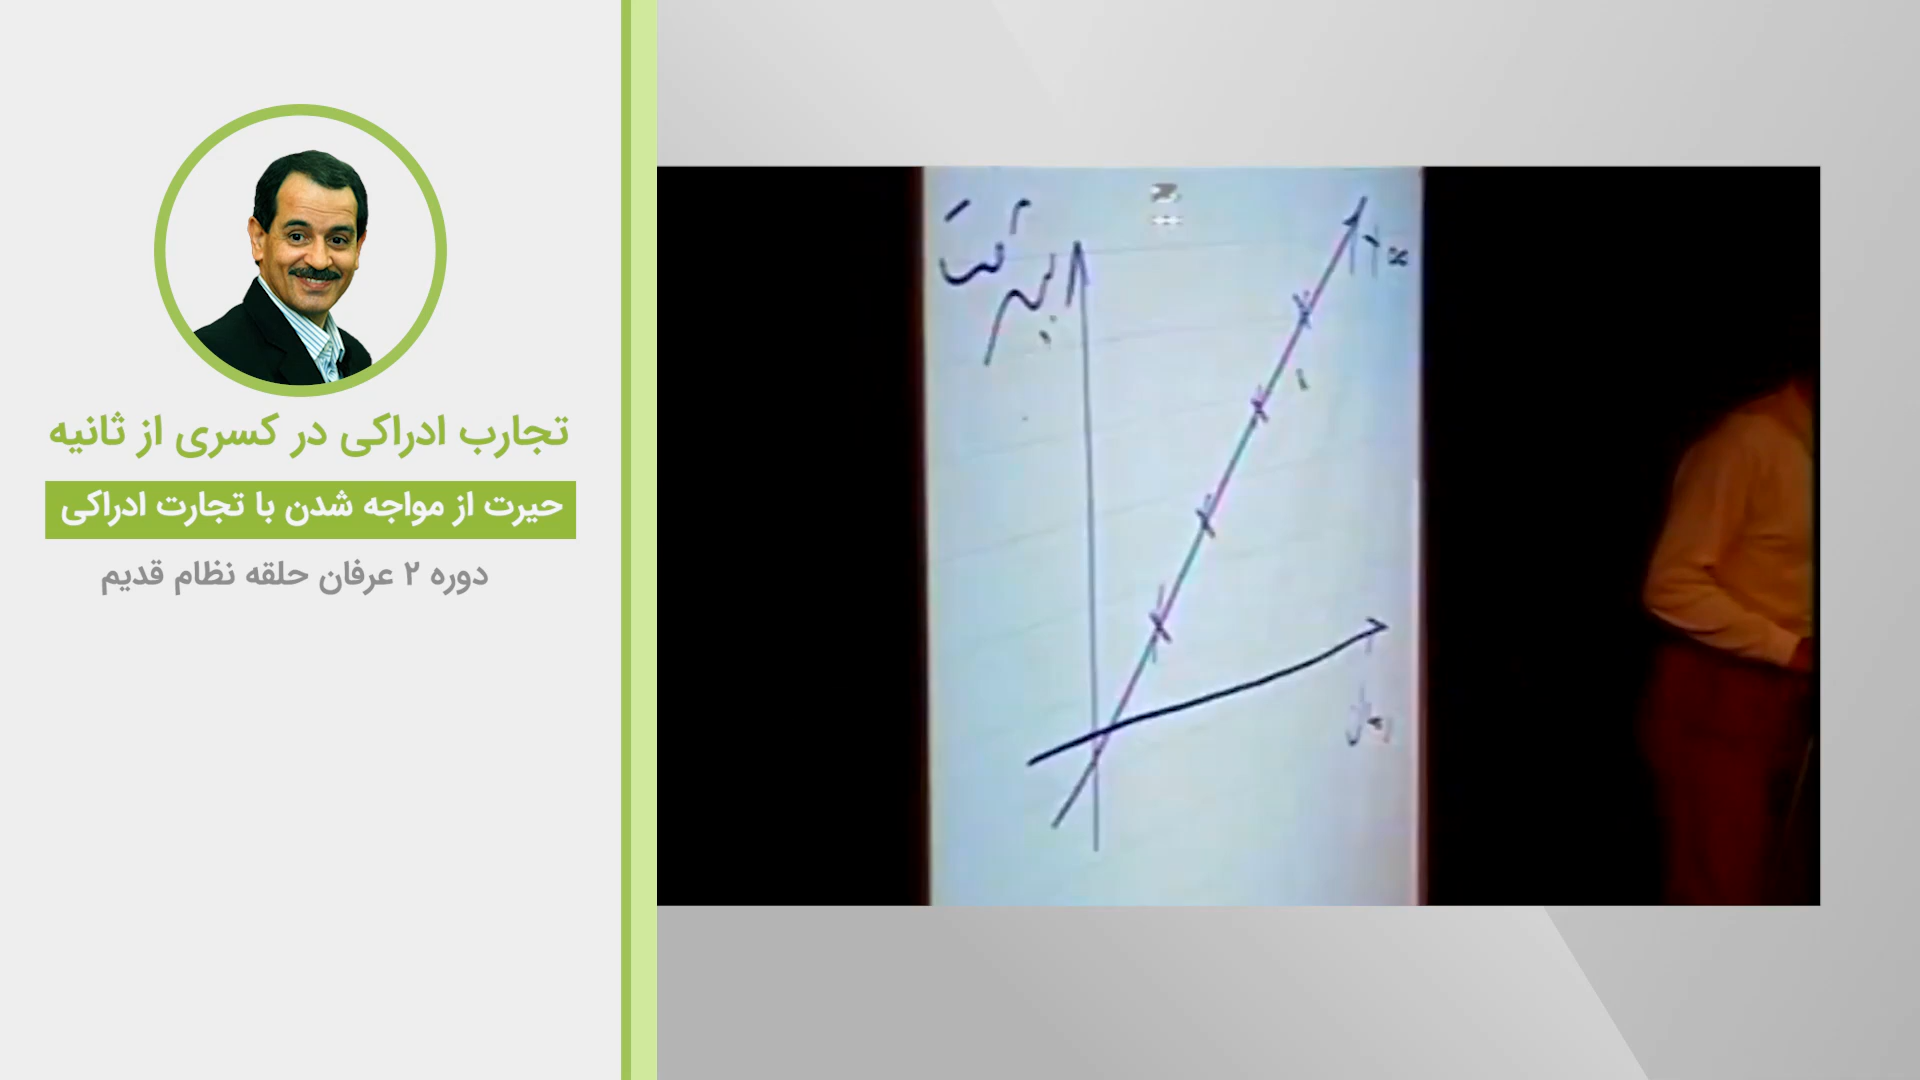 تجارب ادراکی در کسری از ثانیه
حیرت از مواجه شدن با تجارت ادراکی
دوره ۲ عرفان حلقه نظام قدیم
∞